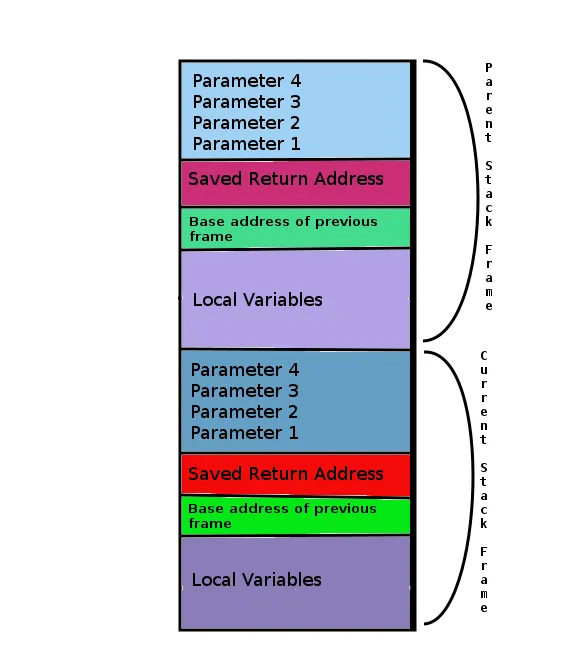 Parameter 4
Parameter 3
Parameter 2
Parameter 1
Saved Return Address
Base address of previous
frame
Local Variables
Parent Stack Frame
Parameter 4
Parameter 3
Parameter 2
Parameter 1
Saved Return Address
Base address of previous
frame
Local Variables
Current Stack Frame